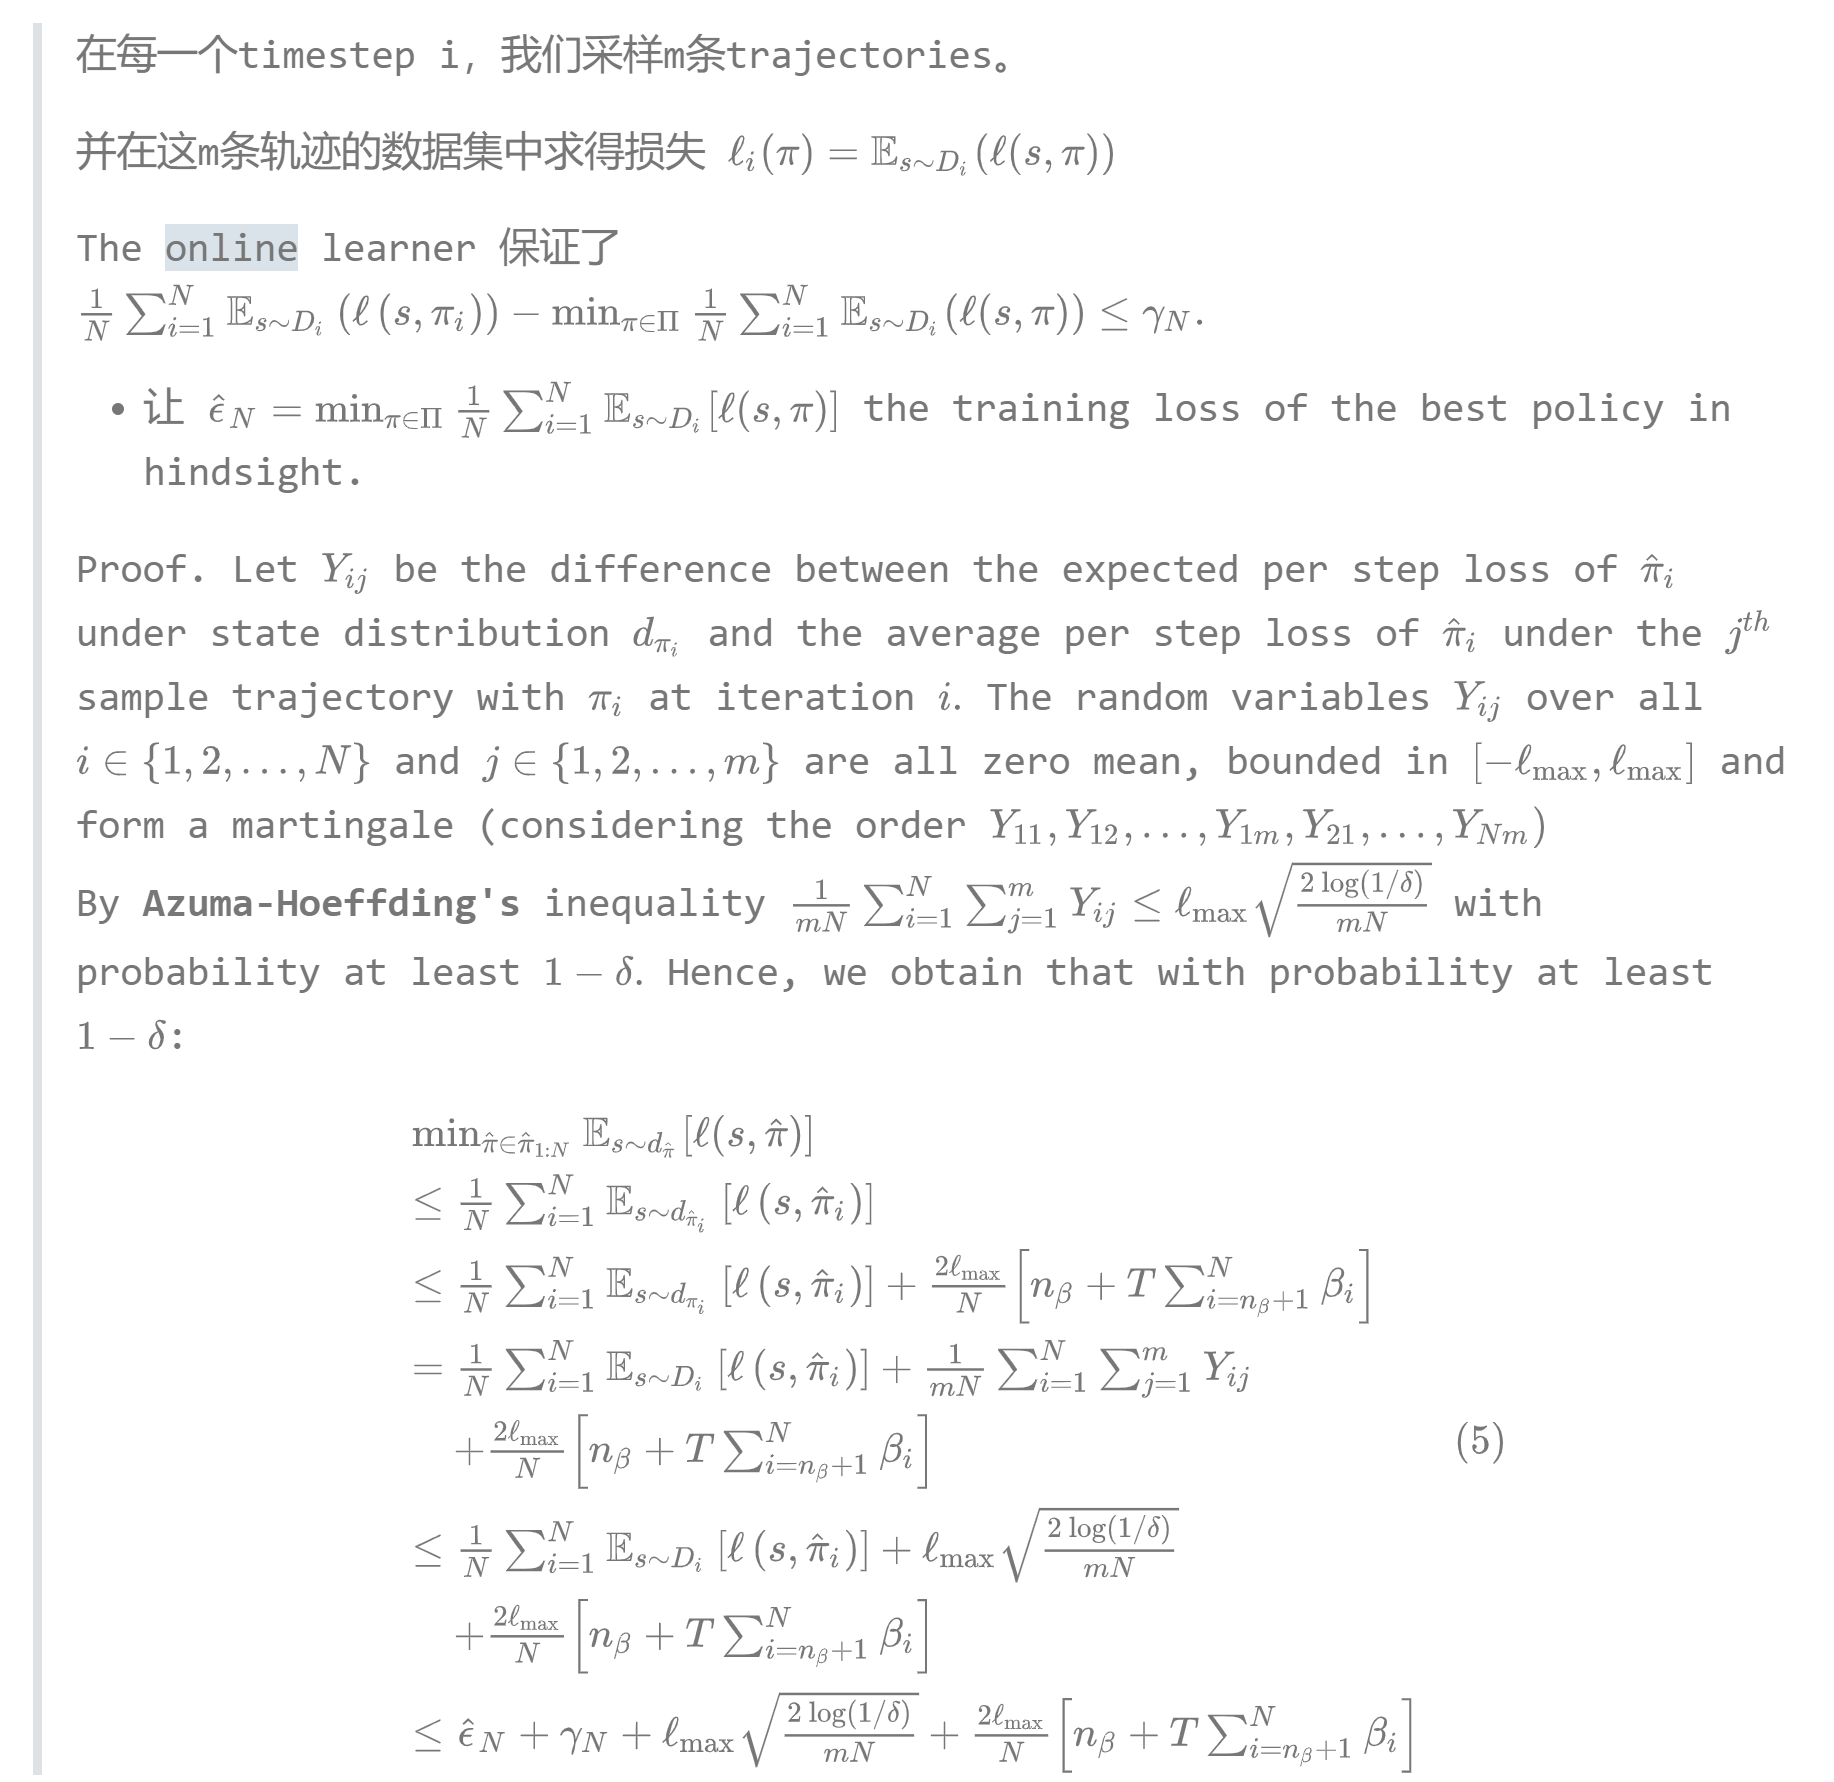 在每一个timestep i, 我们采样m条trajectories。
并在这m条轨迹的数据集中求得损失 $\ell_i(\pi) = \mathbb{E}_{s \sim D_i}(\ell(s, \pi))$
The online learner 保证了
$\frac{1}{N} \sum_{i=1}^{N} \mathbb{E}_{s \sim D_i} (\ell (s, \pi_i)) - \min_{\pi \in \Pi} \frac{1}{N} \sum_{i=1}^{N} \mathbb{E}_{s \sim D_i} (\ell(s, \pi)) \leq \gamma_N.$
• 让 $\hat{\epsilon}_N = \min_{\pi \in \Pi} \frac{1}{N} \sum_{i=1}^{N} \mathbb{E}_{s \sim D_i} [\ell(s, \pi)]$ the training loss of the best policy in
hindsight.
Proof. Let $Y_{ij}$ be the difference between the expected per step loss of $\hat{\pi}_i$
under state distribution $d_{\pi_i}$ and the average per step loss of $\hat{\pi}_i$ under the $j^{th}$
sample trajectory with $\pi_i$ at iteration $i$. The random variables $Y_{ij}$ over all
$i \in \{1, 2, \ldots, N\}$ and $j \in \{1, 2, \ldots, m\}$ are all zero mean, bounded in $[-\ell_{\max}, \ell_{\max}]$ and
form a martingale (considering the order $Y_{11}, Y_{12}, \ldots, Y_{1m}, Y_{21}, \ldots, Y_{Nm}$)
By Azuma-Hoeffding's inequality $\frac{1}{mN} \sum_{i=1}^{N} \sum_{j=1}^{m} Y_{ij} \leq \ell_{\max} \sqrt{\frac{2 \log(1/\delta)}{mN}}$ with
probability at least $1 - \delta$. Hence, we obtain that with probability at least
$1 - \delta$:
$\min_{\hat{\pi} \in \hat{\pi}_{1:N}} \mathbb{E}_{s \sim d_{\hat{\pi}}} [\ell(s, \hat{\pi})]$
$\leq \frac{1}{N} \sum_{i=1}^{N} \mathbb{E}_{s \sim d_{\hat{\pi}_i}} [\ell (s, \hat{\pi}_i)]$
$\leq \frac{1}{N} \sum_{i=1}^{N} \mathbb{E}_{s \sim d_{\pi_i}} [\ell (s, \hat{\pi}_i)] + \frac{2\ell_{\max}}{N} \left[ n_\beta + T \sum_{i=n_\beta+1}^{N} \beta_i \right]$
$= \frac{1}{N} \sum_{i=1}^{N} \mathbb{E}_{s \sim D_i} [\ell (s, \hat{\pi}_i)] + \frac{1}{mN} \sum_{i=1}^{N} \sum_{j=1}^{m} Y_{ij}$
$+ \frac{2\ell_{\max}}{N} \left[ n_\beta + T \sum_{i=n_\beta+1}^{N} \beta_i \right]$
(5)
$\leq \frac{1}{N} \sum_{i=1}^{N} \mathbb{E}_{s \sim D_i} [\ell (s, \hat{\pi}_i)] + \ell_{\max} \sqrt{\frac{2 \log(1/\delta)}{mN}}$
$+ \frac{2\ell_{\max}}{N} \left[ n_\beta + T \sum_{i=n_\beta+1}^{N} \beta_i \right]$
$\leq \hat{\epsilon}_N + \gamma_N + \ell_{\max} \sqrt{\frac{2 \log(1/\delta)}{mN}} + \frac{2\ell_{\max}}{N} \left[ n_\beta + T \sum_{i=n_\beta+1}^{N} \beta_i \right]$